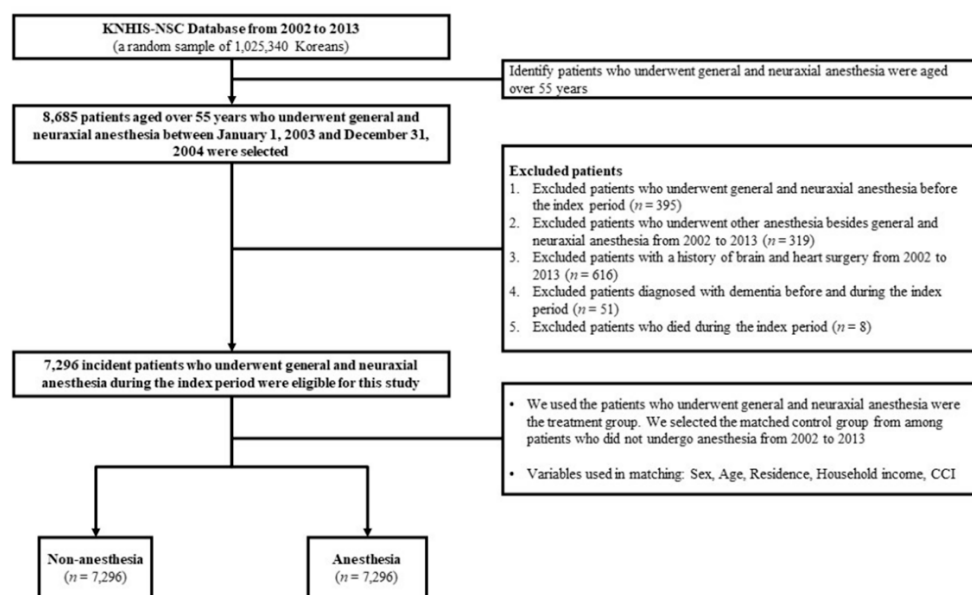 KNHIS-NSC Database from 2002 to 2013
(a random sample of 1,025,340 Koreans)
Identify patients who underwent general and neuraxial anesthesia were aged
over 55 years
8,685 patients aged over 55 years who underwent general and
neuraxial anesthesia between January 1, 2003 and December 31,
2004 were selected
Excluded patients
1. Excluded patients who underwent general and neuraxial anesthesia before
the index period (n = 395)
2. Excluded patients who underwent other anesthesia besides general and
neuraxial anesthesia from 2002 to 2013 (n = 319)
3. Excluded patients with a history of brain and heart surgery from 2002 to
2013 (n = 616)
4. Excluded patients diagnosed with dementia before and during the index
period (n = 51)
5. Excluded patients who died during the index period (n = 8)
7,296 incident patients who underwent general and neuraxial
anesthesia during the index period were eligible for this study
• We used the patients who underwent general and neuraxial anesthesia were
the treatment group. We selected the matched control group from among
patients who did not undergo anesthesia from 2002 to 2013
• Variables used in matching: Sex, Age, Residence, Household income, CCI
Non-anesthesia
(n = 7,296)
Anesthesia
(n = 7,296)